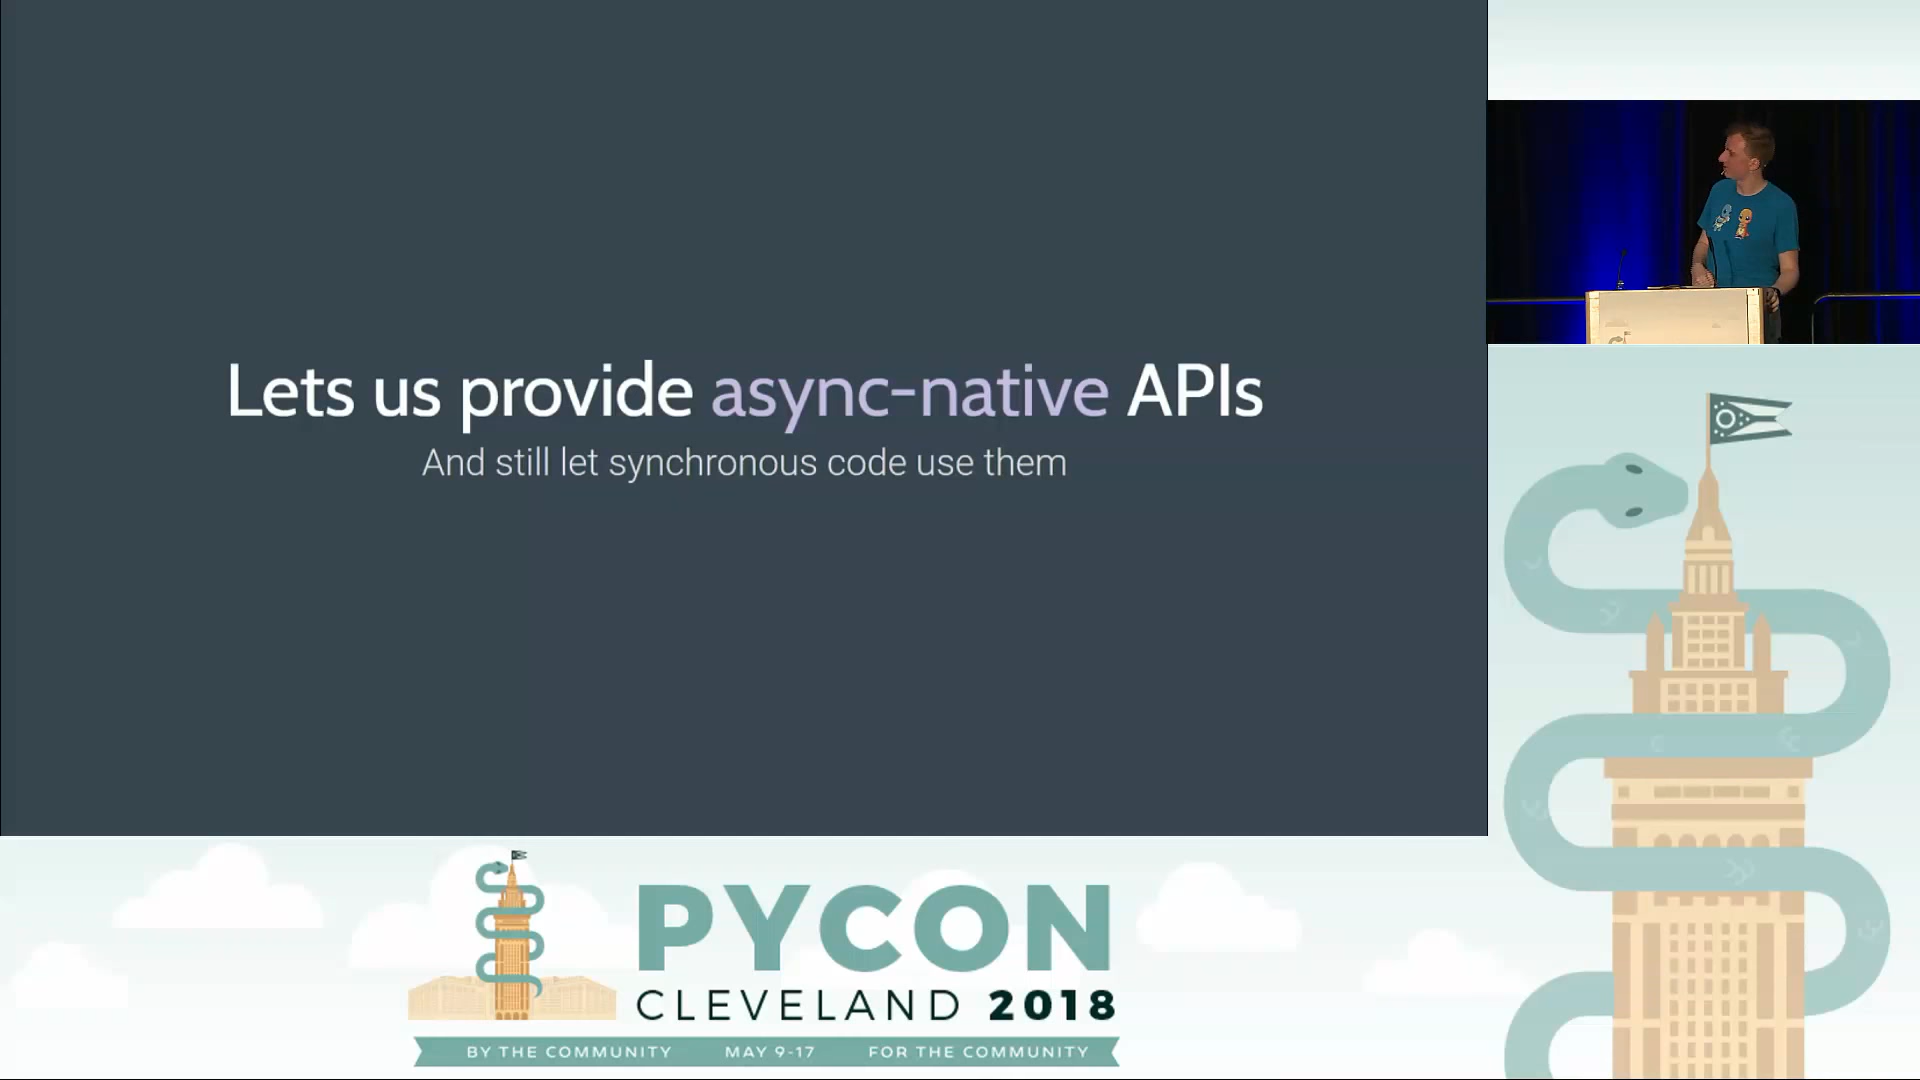 Lets us provide async-native APIs
And still let synchronous code use them
PYCON
CLEVELAND 2018
BY THE COMMUNITY MAY 9-17 FOR THE COMMUNITY